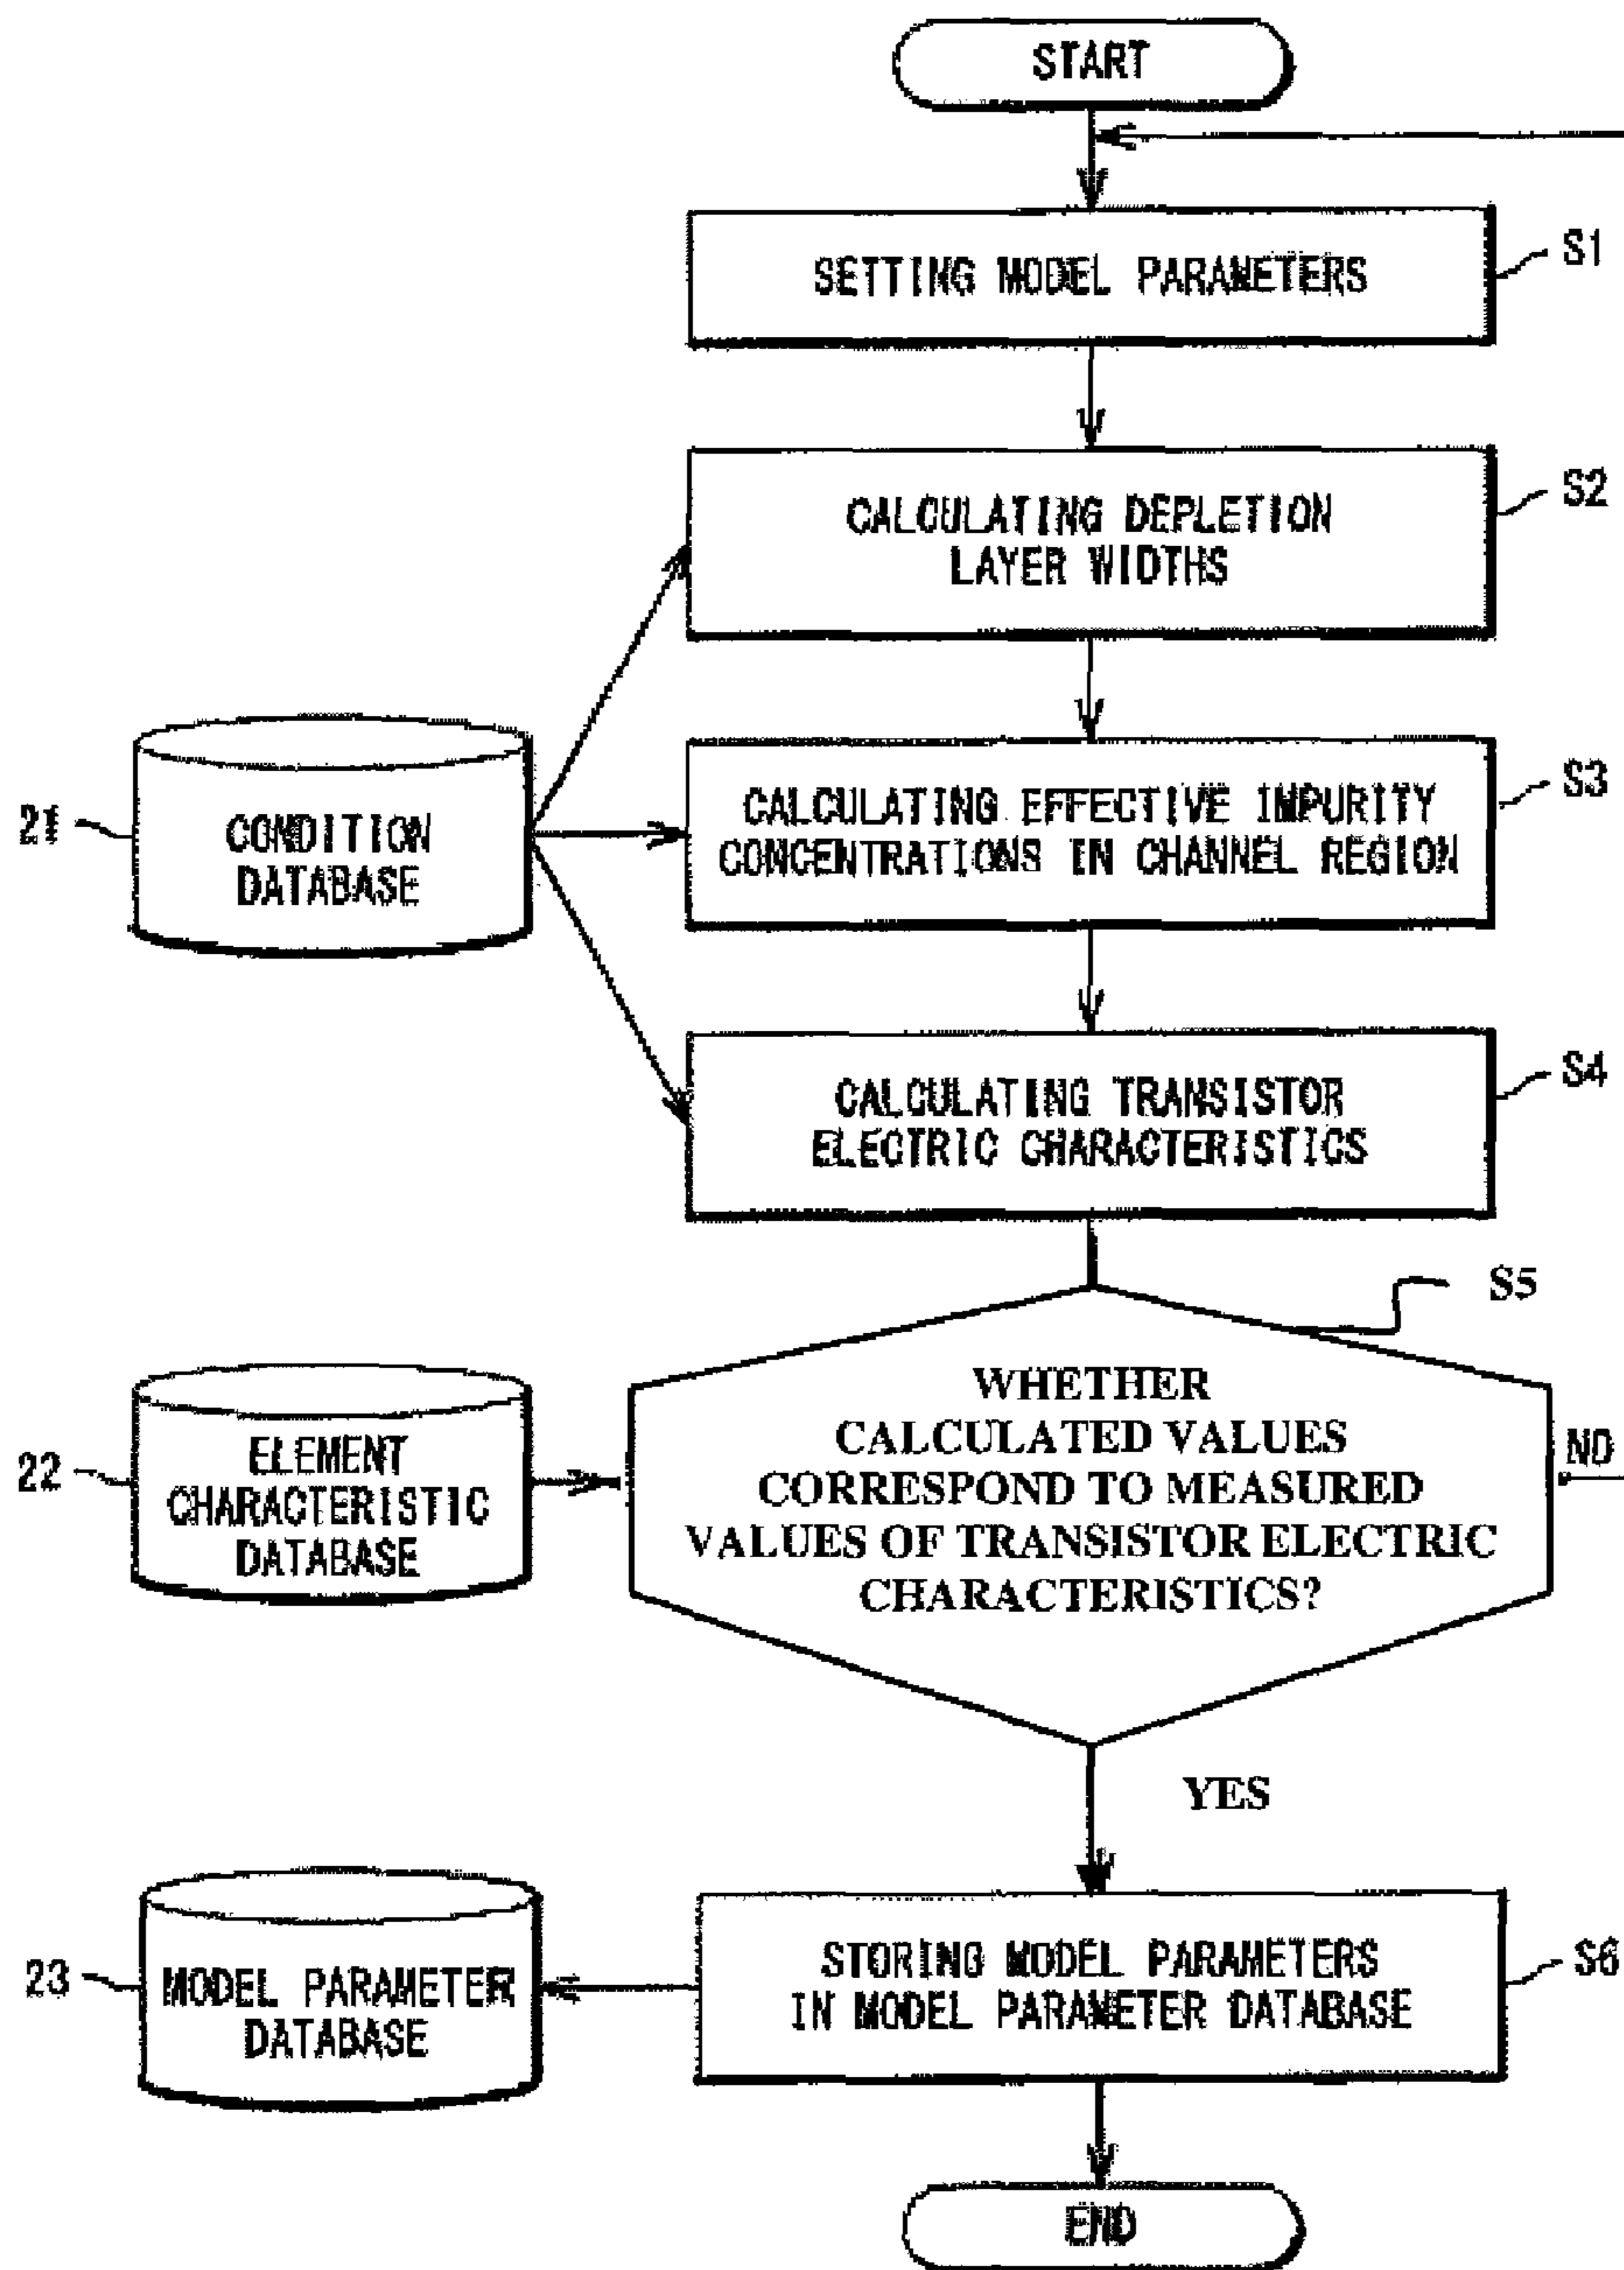 START
SETTING MODEL PARAMETERS
S1
CALCULATING DEPLETION
LAYER WIDTHS
S2
21
CONDITION
DATABASE
CALCULATING EFFECTIVE IMPURITY
CONCENTRATIONS IN CHANNEL REGION
S3
CALCULATING TRANSISTOR
ELECTRIC CHARACTERISTICS
S4
S5
22
ELEMENT
CHARACTERISTIC
DATABASE
WHETHER
CALCULATED VALUES
CORRESPOND TO MEASURED
VALUES OF TRANSISTOR ELECTRIC
CHARACTERISTICS?
NO
YES
23
MODEL PARAMETER
DATABASE
STORING MODEL PARAMETERS
IN MODEL PARAMETER DATABASE
S6
END